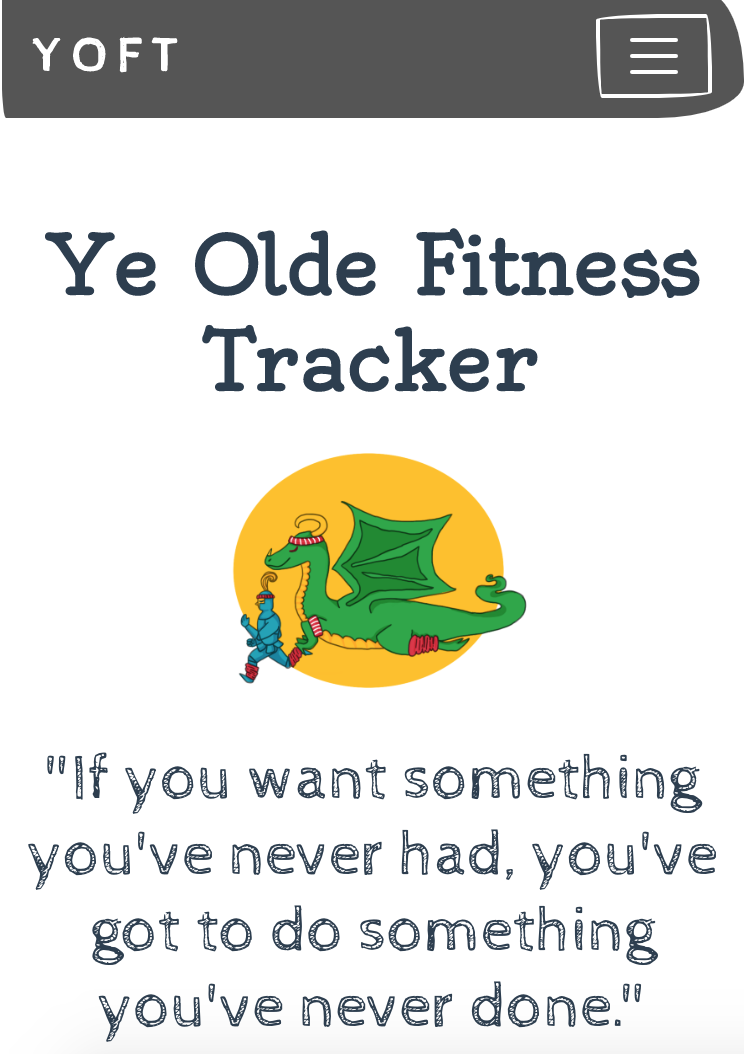 YOFT
Ye Olde Fitness
Tracker
"If you want something
you've never had, you've
got to do something
you've never done."